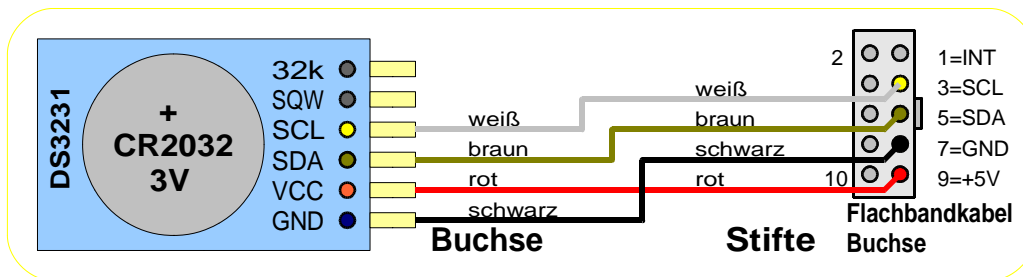 DS3231
+
CR2032
3V
32k
SQW
SCL
SDA
VCC
GND
weiß
braun
rot
schwarz
Buchse
weiß
braun
schwarz
rot
Stifte
2
10
1=INT
3=SCL
5=SDA
7=GND
9=+5V
Flachbandkabel
Buchse